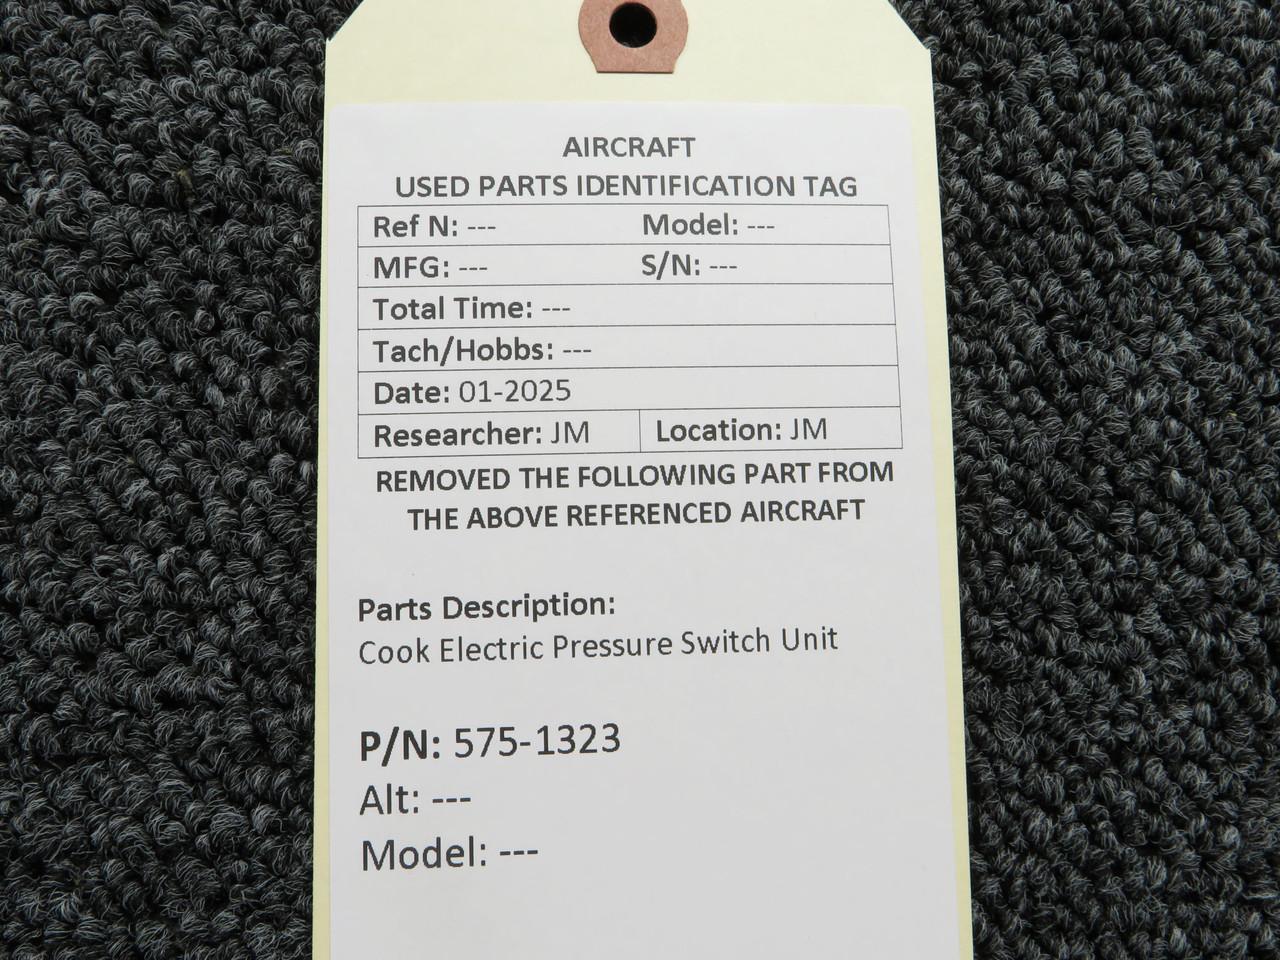 AIRCRAFT
USED PARTS IDENTIFICATION TAG
Ref N: --- Model: ---
MFG: --- S/N: ---
Total Time: ---
Tach/Hobbs: ---
Date: 01-2025
Researcher: JM Location: JM
REMOVED THE FOLLOWING PART FROM
THE ABOVE REFERENCED AIRCRAFT
Parts Description:
Cook Electric Pressure Switch Unit
P/N: 575-1323
Alt: ---
Model: ---